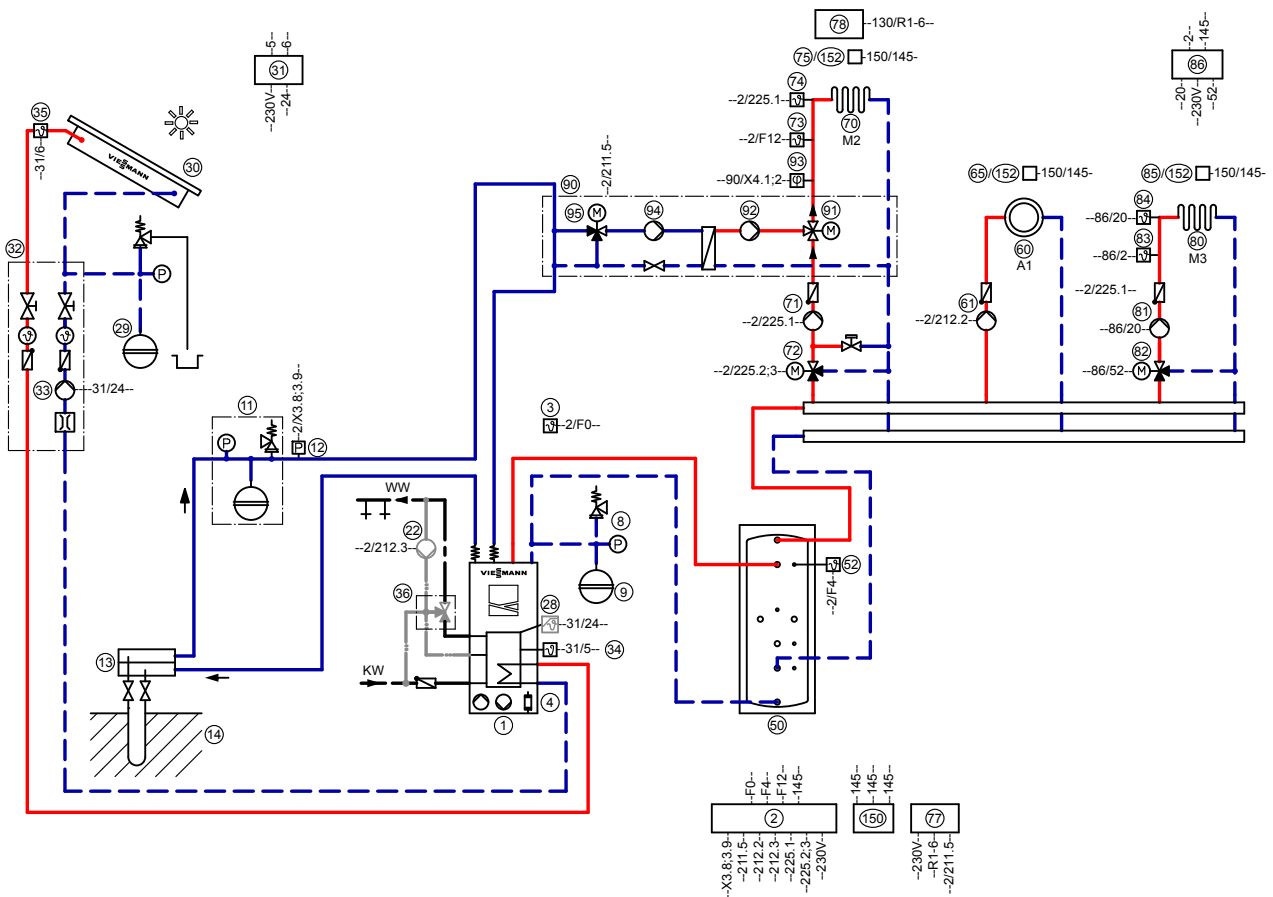 78
--130/R1-6--
--5--
--6--
31
--230V--
--24--
75/152
-150/145-
--2--
-145--
86
--20--
--230V--
--52--
35
--31/6--
VIESMANN
30
74
--2/225.1--
70
M2
73
--2/F12--
93
--90/X4.1;2--
ϑ
φ
--2/211.5--
90
95
M
94
92
91
M
65/152
-150/145-
60
A1
85/152
-150/145-
84
--86/20--
83
--86/2--
80
M3
32
P
29
33
---31/24--
71
--2/225.1--
72
--2/225.2;3--
M
61
--2/212.2--
--2/225.1--
81
--86/20--
82
--86/52--
M
11
P
--2/X3.8;3.9--
P
12
3
--2/F0--
WW
22
--2/212.3--
8
P
9
VIESMANN
36
28
--31/24--
--31/5--
34
KW
4
1
13
14
52
--2/F4--
50
--F0--
--F4--
--F12--
--145--
2
--X3.8;3.9--
--211.5--
--212.2--
--212.3--
--225.1--
--225.2;3--
--230V--
--145--
--145--
--145--
150
77
--230V--
--R1-6--
--2/211.5--